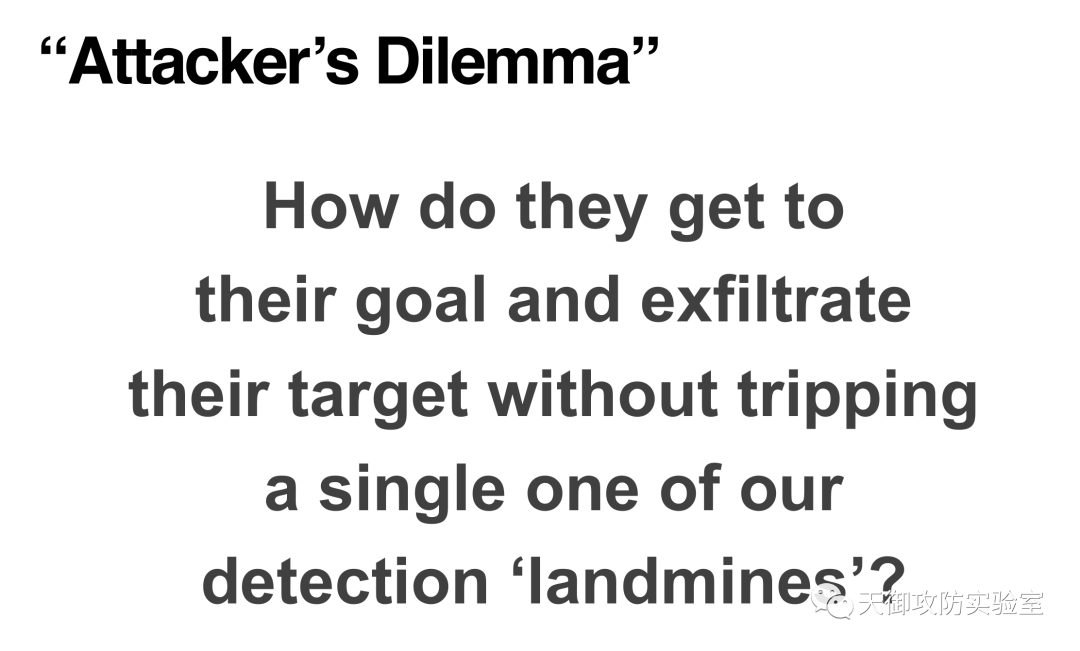 “Attacker’s Dilemma”
How do they get to
their goal and exfiltrate
their target without tripping
a single one of our
detection ‘landmines’?
天御攻防实验室